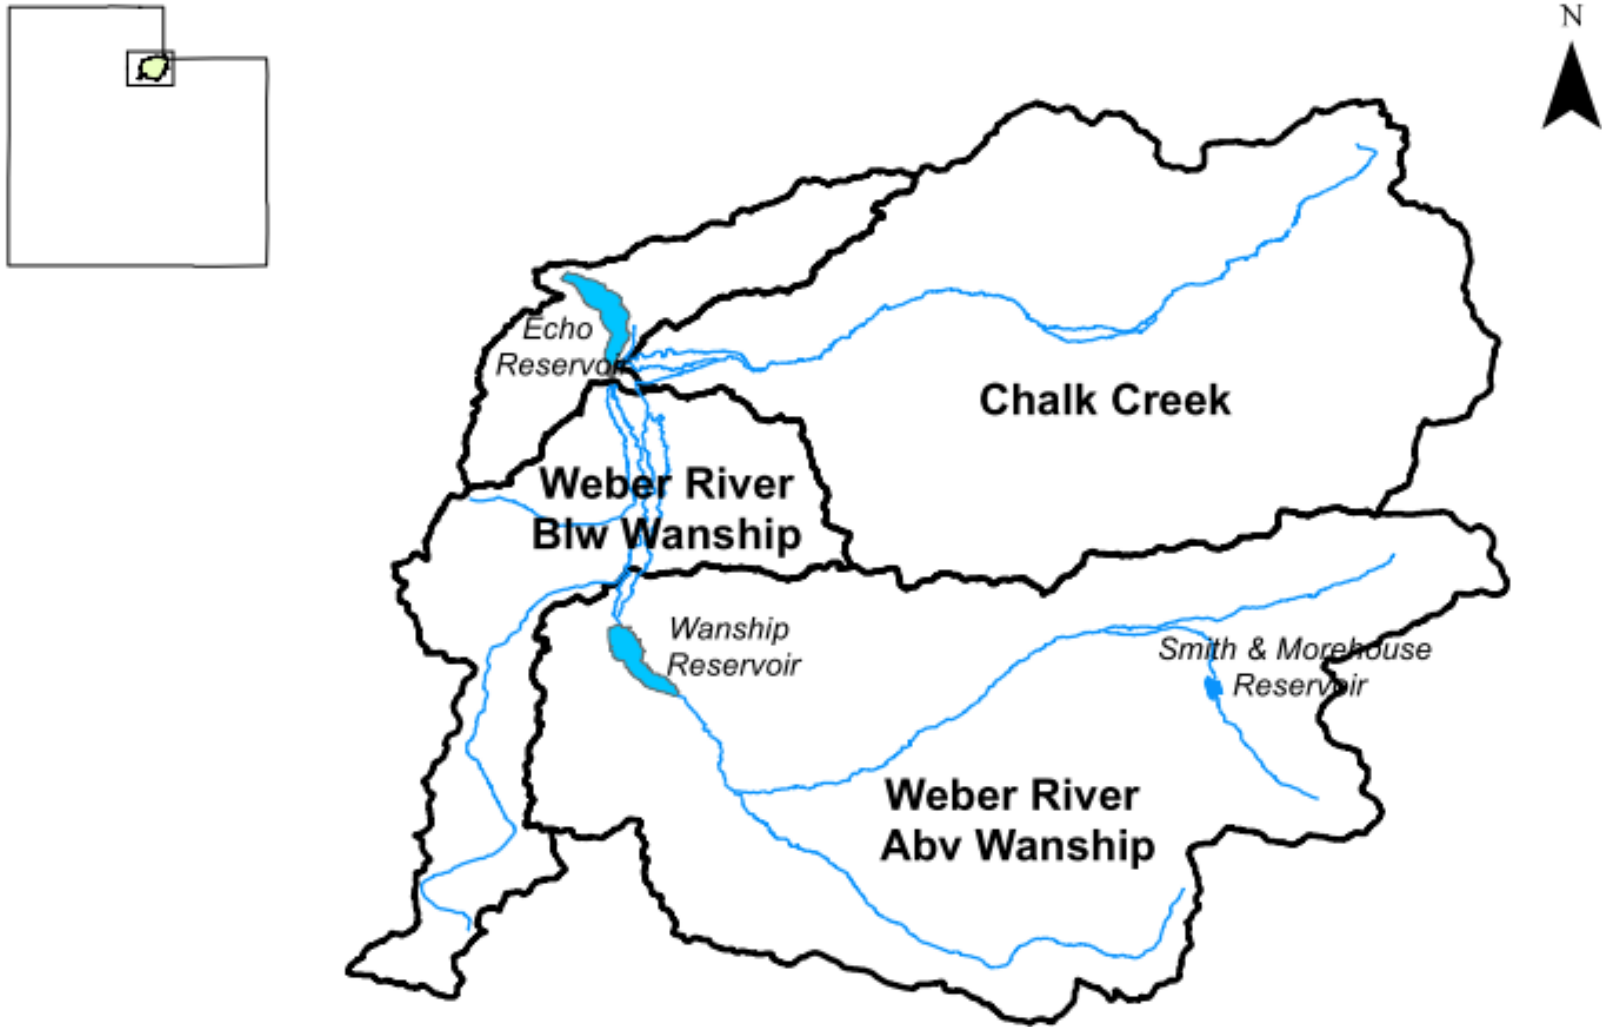 N
Echo
Reservoir
Chalk Creek
Weber River
Blw Wanship
Wanship
Reservoir
Smith & Morehouse
Reservoir
Weber River
Abv Wanship